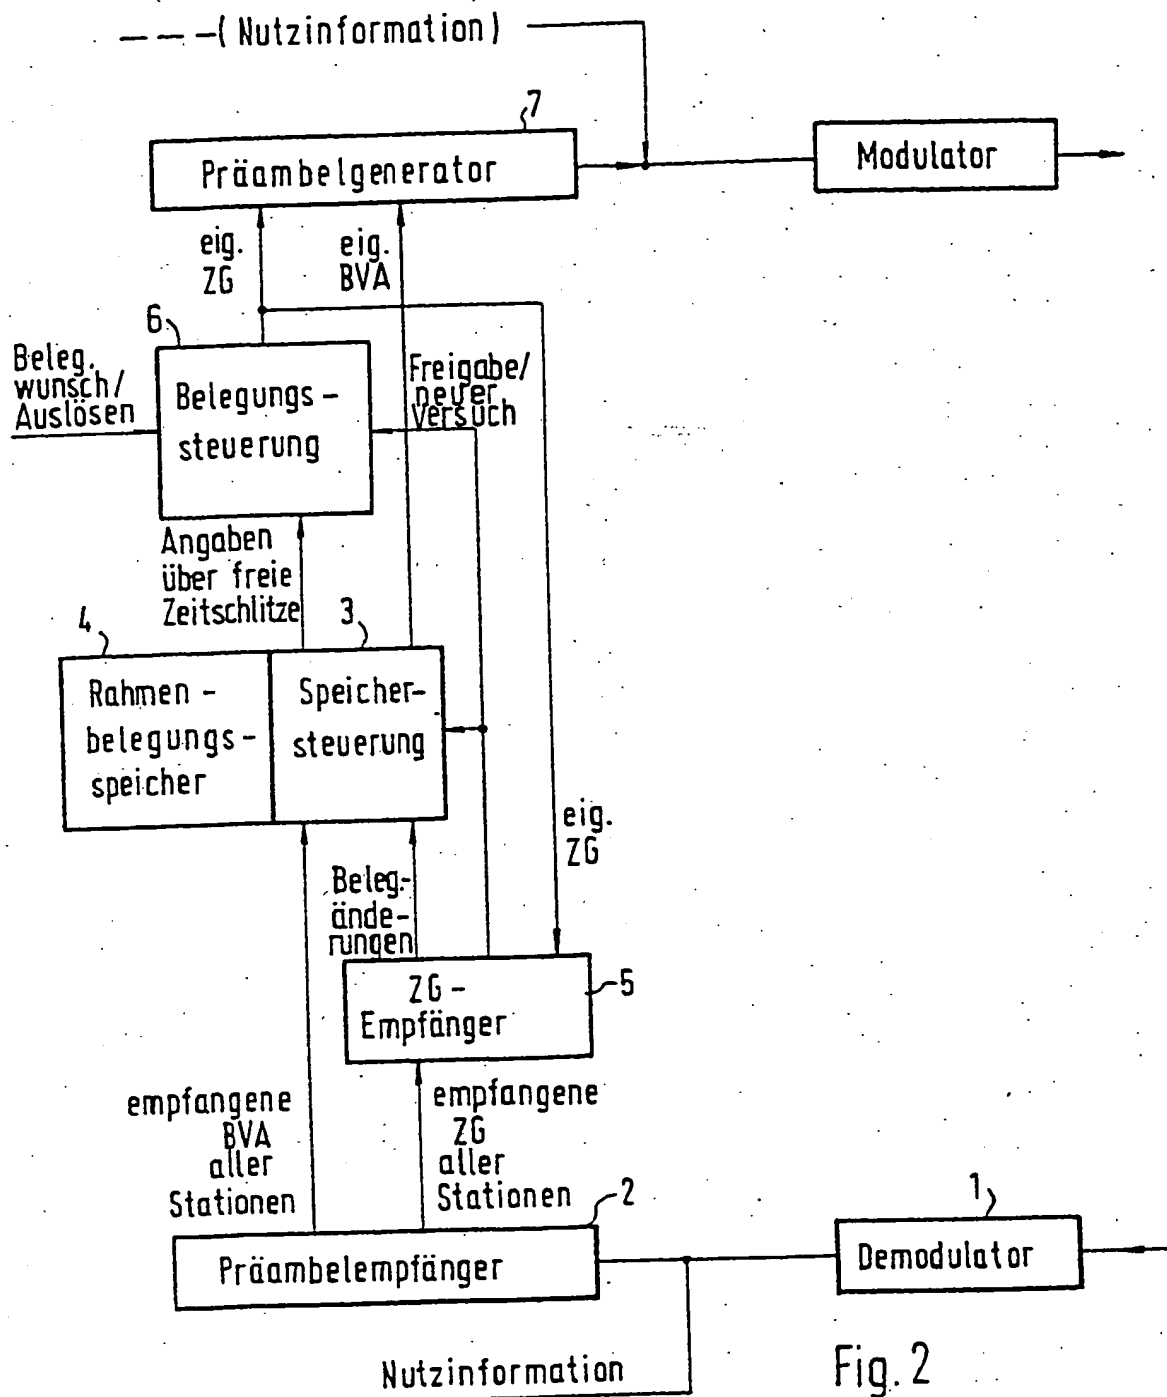 – – –( Nutzinformation )
7
Präambelgenerator
Modulator
eig.
ZG
eig.
BVA
6
Beleg.
wunsch/
Auslösen
Belegungs-
steuerung
Freigabe/
neuer
Versuch
Angaben
über freie
Zeitschlitze
4
3
Rahmen-
belegungs-
speicher
Speicher-
steuerung
eig.
ZG
Beleg-
ände-
rungen
ZG-
Empfänger
5
empfangene
BVA
aller
Stationen
empfangene
ZG
aller
Stationen
2
1
Präambelempfänger
Demodulator
Nutzinformation
Fig. 2